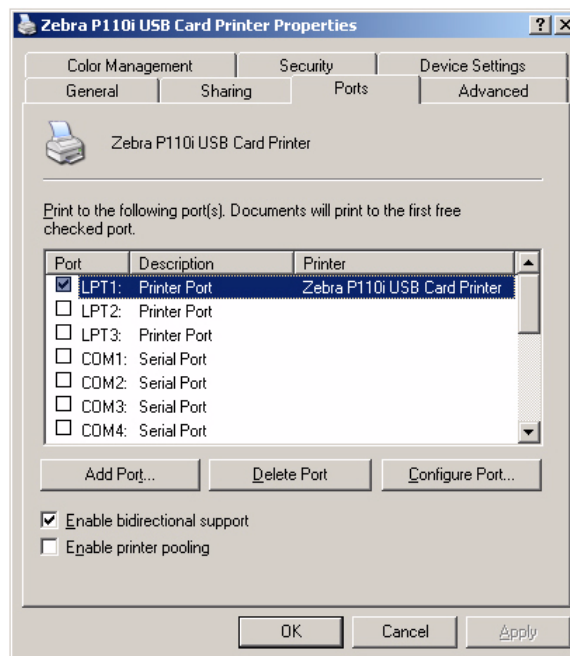 Zebra P110i USB Card Printer Properties
Color Management Security Device Settings
General Sharing Ports Advanced
Zebra P110i USB Card Printer
Print to the following port(s). Documents will print to the first free
checked port.
Port Description Printer
LPT1: Printer Port Zebra P110i USB Card Printer
LPT2: Printer Port
LPT3: Printer Port
COM1: Serial Port
COM2: Serial Port
COM3: Serial Port
COM4: Serial Port
Add Port... Delete Port Configure Port...
Enable bidirectional support
Enable printer pooling
OK Cancel Apply